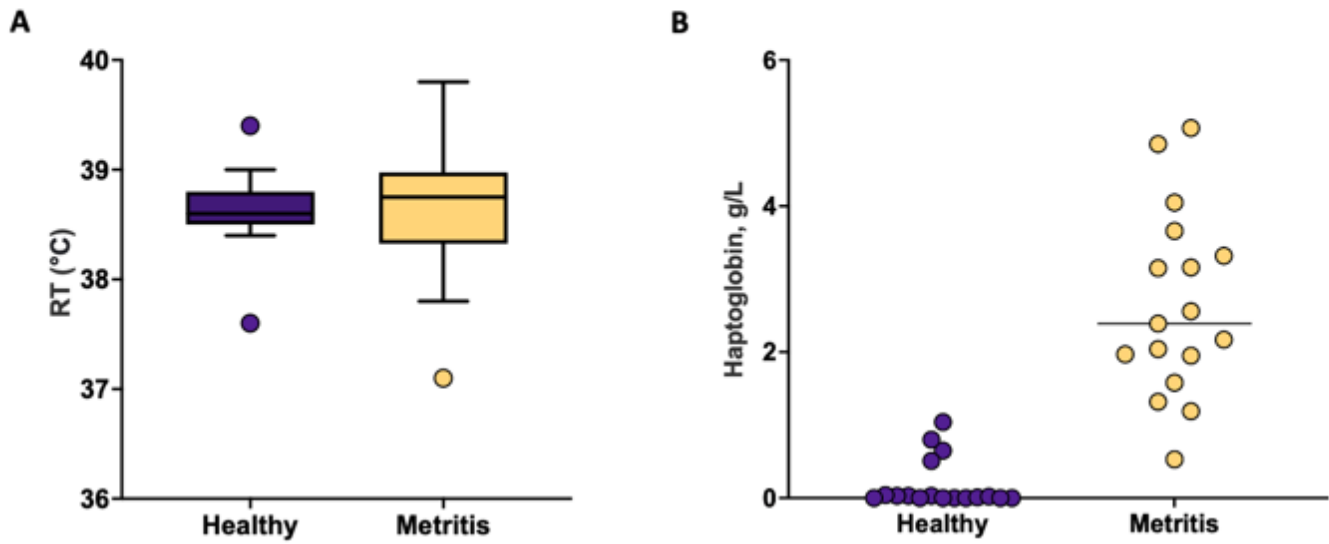 A
B
RT (°C)
40
39
38
37
36
Healthy
Metritis
Haptoglobin, g/L
6
4
2
0
Healthy
Metritis